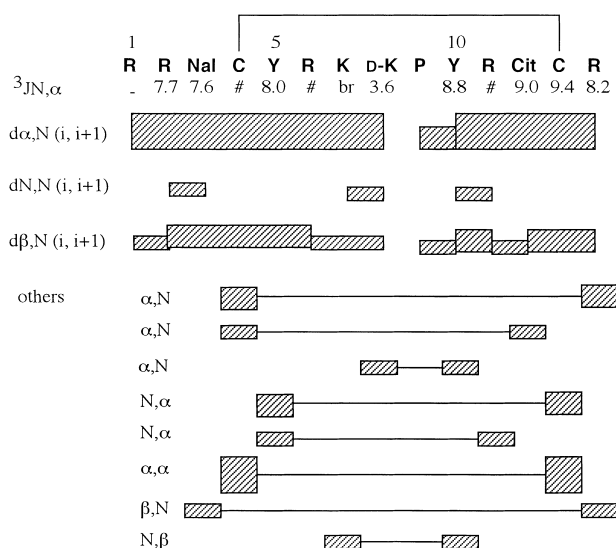 1 5 10
R R Nal C Y R K D-K P Y R Cit C R
³JN,α - 7.7 7.6 # 8.0 # br 3.6 8.8 # 9.0 9.4 8.2
dα,N (i, i+1)
dN,N (i, i+1)
dβ,N (i, i+1)
others α,N
α,N
α,N
N,α
N,α
α,α
β,N
N,β